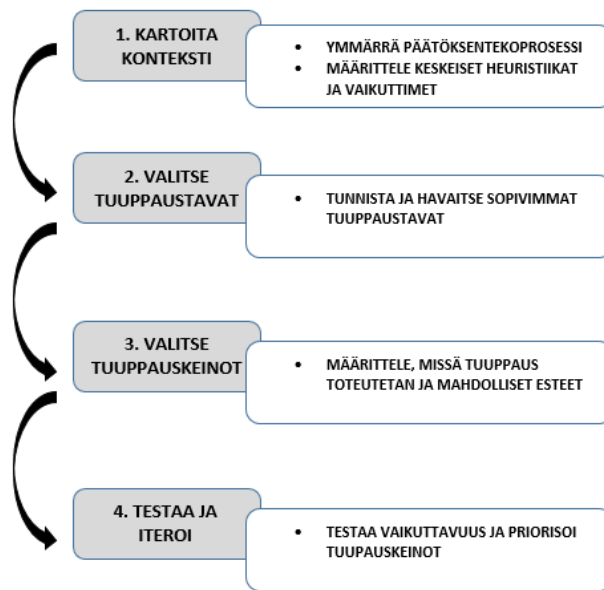 1. KARTOITA
KONTEKSTI
• YMMÄRRÄ PÄÄTÖKSENTEKOPROSESSI
• MÄÄRITTELE KESKEISET HEURISTIIKAT
JA VAIKUTTIMET
2. VALITSE
TUUPPAUSTAVAT
• TUNNISTA JA HAVAITSE SOPIVIMMAT
TUUPPAUSTAVAT
3. VALITSE
TUUPPAUSKEINOT
• MÄÄRITTELE, MISSÄ TUUPPAUS
TOTEUTETAN JA MAHDOLLISET ESTEET
4. TESTAA JA
ITEROI
• TESTAA VAIKUTTAVUUS JA PRIORISOI
TUUPAUSKEINOT